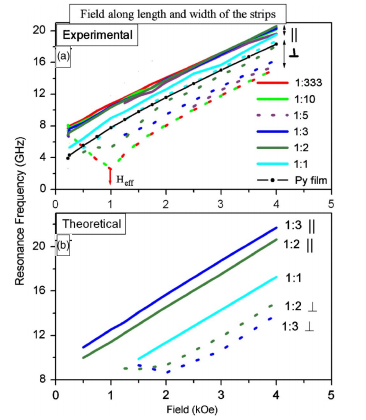 Field along length and width of the strips
Experimental
(a)
||
⊥
1:333
1:10
1:5
1:3
1:2
1:1
Py film
H_eff
20
16
12
8
4
0
0 1 2 3 4 5
Resonance Frequency (GHz)
Theoretical
(b)
1:3 ||
1:2 ||
1:1
1:2 ⊥
1:3 ⊥
20
16
12
8
0 1 2 3 4 5
Field (kOe)